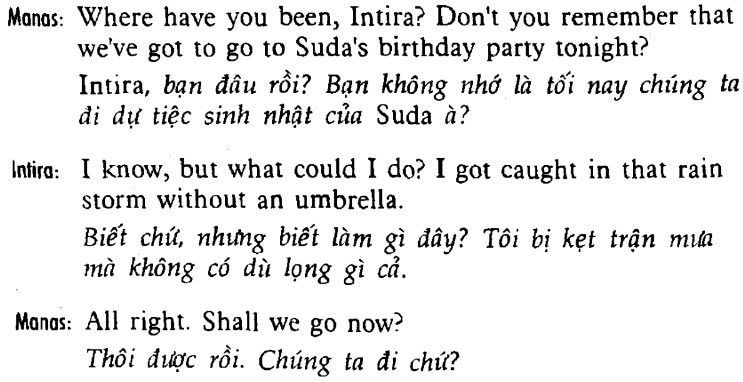 Manas: Where have you been, Intira? Don't you remember that
we've got to go to Suda's birthday party tonight?
Intira, bạn đâu rồi? Bạn không nhớ là tối nay chúng ta
đi dự tiệc sinh nhật của Suda à?
Intira: I know, but what could I do? I got caught in that rain
storm without an umbrella.
Biết chứ, nhưng biết làm gì đây? Tôi bị kẹt trận mưa
mà không có dù lọng gì cả.
Manas: All right. Shall we go now?
Thôi được rồi. Chúng ta đi chứ?